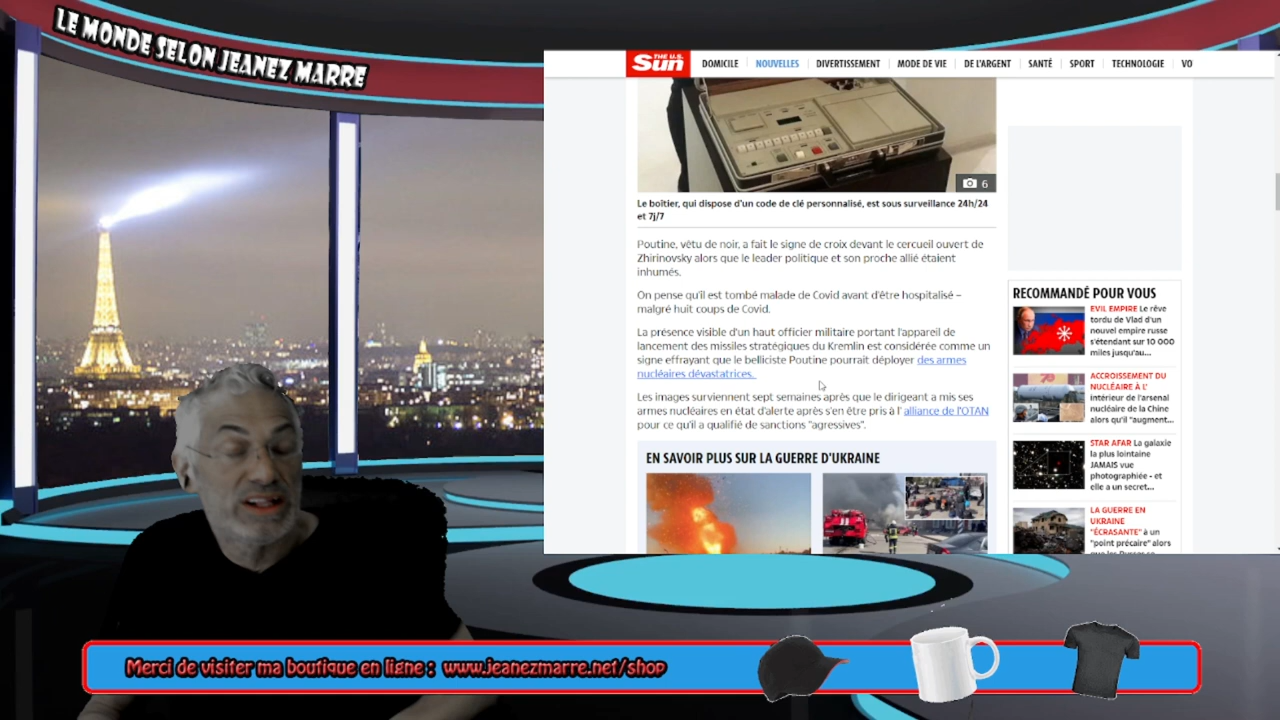 LE MONDE SELON JEANEZ MARRE
THE U.S. Sun
DOMICILE NOUVELLES DIVERTISSEMENT MODE DE VIE DE L'ARGENT SANTÉ SPORT TECHNOLOGIE VO
6
Le boîtier, qui dispose d'un code de clé personnalisé, est sous surveillance 24h/24
et 7j/7
Poutine, vêtu de noir, a fait le signe de croix devant le cercueil ouvert de
Zhirinovsky alors que le leader politique et son proche allié étaient
inhumés.
On pense qu'il est tombé malade de Covid avant d'être hospitalisé –
malgré huit coups de Covid.
La présence visible d'un haut officier militaire portant l'appareil de
lancement des missiles stratégiques du Kremlin est considérée comme un
signe effrayant que le belliciste Poutine pourrait déployer des armes
nucléaires dévastatrices.
Les images surviennent sept semaines après que le dirigeant a mis ses
armes nucléaires en état d'alerte après s'en être pris à l' alliance de l'OTAN
pour ce qu'il a qualifié de sanctions "agressives".
EN SAVOIR PLUS SUR LA GUERRE D'UKRAINE
RECOMMANDÉ POUR VOUS
EVIL EMPIRE Le rêve
tordu de Vlad d'un
nouvel empire russe
s'étendant sur 10 000
miles jusqu'au...
ACCROISSEMENT DU
NUCLÉAIRE À L'
intérieur de l'arsenal
nucléaire de la Chine
alors qu'il "augment...
STAR AFAR La galaxie
la plus lointaine
JAMAIS vue
photographiée - et
elle a un secret...
LA GUERRE EN
UKRAINE
"ÉCRASANTE" à un
"point précaire" alors
Merci de visiter ma boutique en ligne : www.jeanezmarre.net/shop